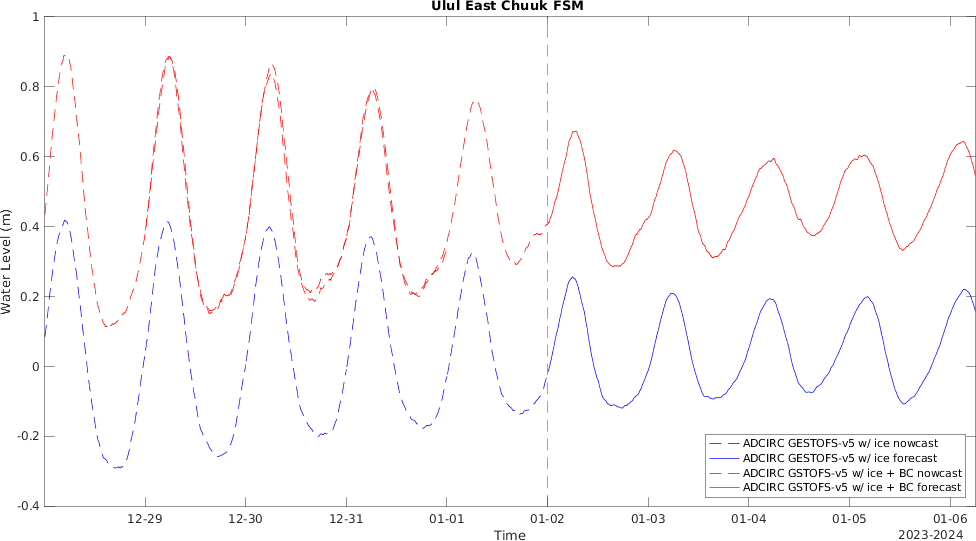 Ulul East Chuuk FSM
1
0.8
0.6
0.4
0.2
0
-0.2
-0.4
Water Level (m)
ADCIRC GESTOFS-v5 w/ ice nowcast
ADCIRC GESTOFS-v5 w/ ice forecast
ADCIRC GSTOFS-v5 w/ ice + BC nowcast
ADCIRC GSTOFS-v5 w/ ice + BC forecast
12-29 12-30 12-31 01-01 01-02 01-03 01-04 01-05 01-06
Time
2023-2024